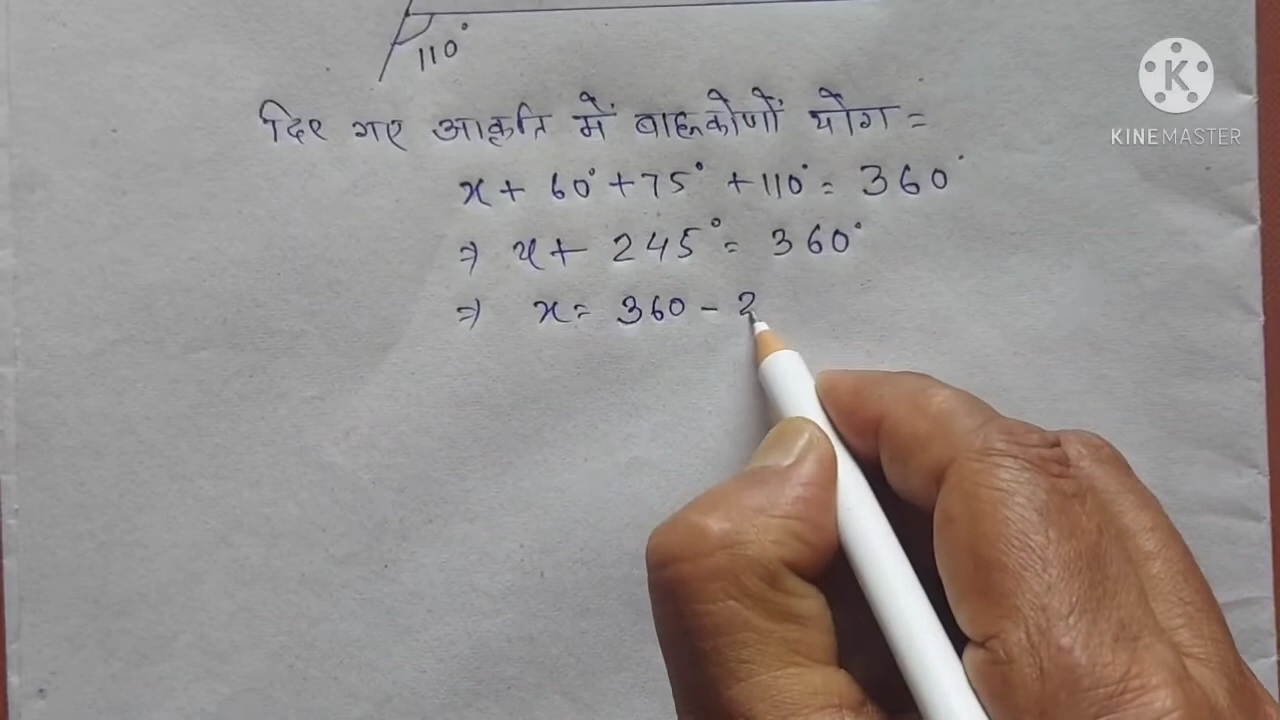 110°
दिए गए आकृति में बाह्यकोणों योग =
x + 60° + 75° + 110° = 360°
⇒ x + 245° = 360°
⇒ x = 360 - 2
K
KINEMASTER